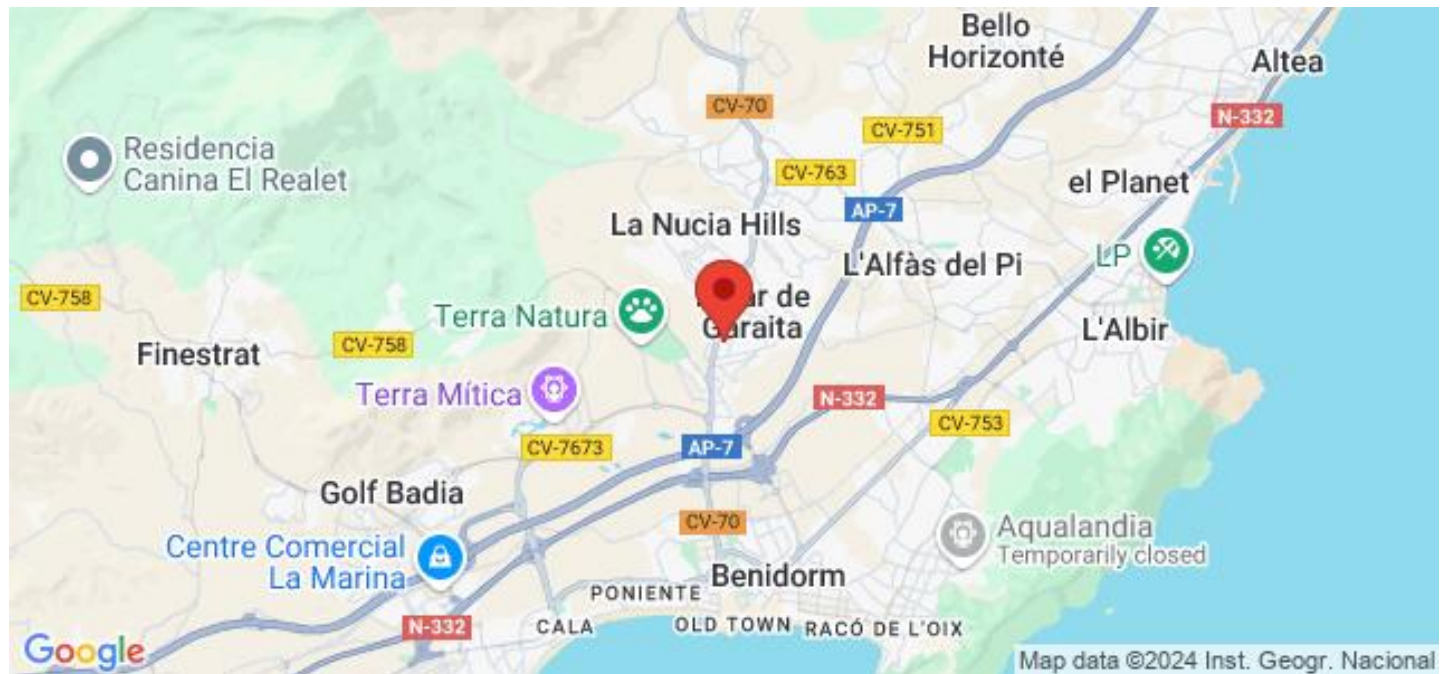 Bello
Horizonté
Altea
CV-70
N-332
CV-751
Residencia
Canina El Realet
CV-763
el Planet
AP-7
La Nucia Hills
L'Alfàs del Pi
LP
CV-758
Terra Natura
ar de
Garaita
L'Albir
Finestrat
CV-758
Terra Mítica
N-332
CV-753
CV-7673
AP-7
Golf Badia
CV-70
Aqualandia
Temporarily closed
Centre Comercial
La Marina
Benidorm
PONIENTE
N-332
CALA
OLD TOWN
RACÓ DE L'OIX
Google
Map data ©2024 Inst. Geogr. Nacional